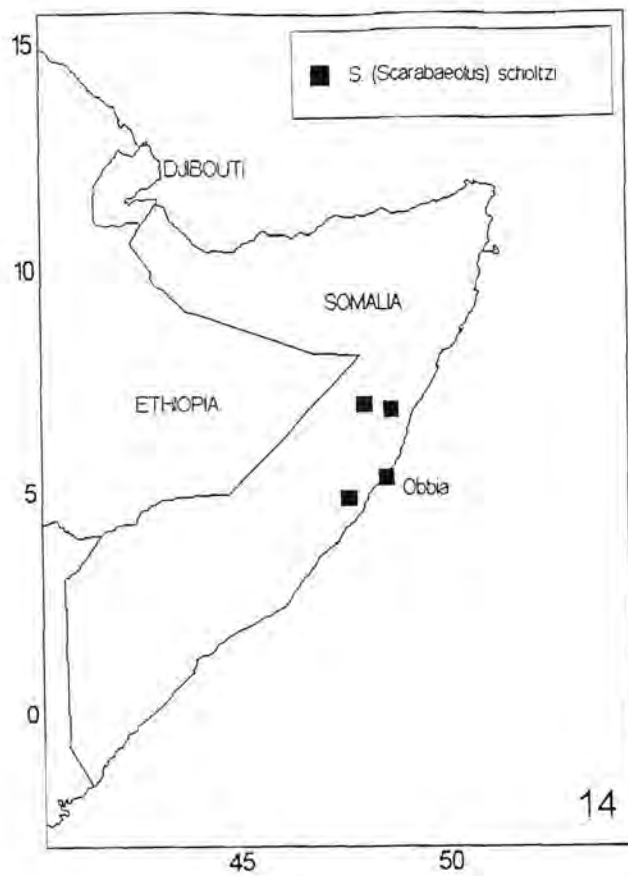 15
S. (Scarabaeolus) scholtzi
DJIBOUTI
10
SOMALIA
ETHIOPIA
5
Obbia
0
14
45 50